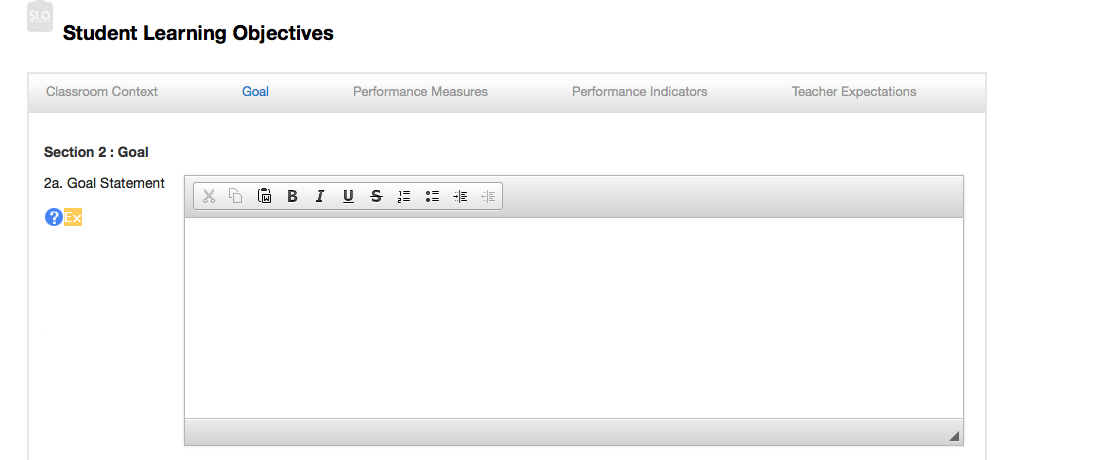 SLO
Student Learning Objectives
Classroom Context Goal Performance Measures Performance Indicators Teacher Expectations
Section 2 : Goal
2a. Goal Statement
B I U S
? Ex